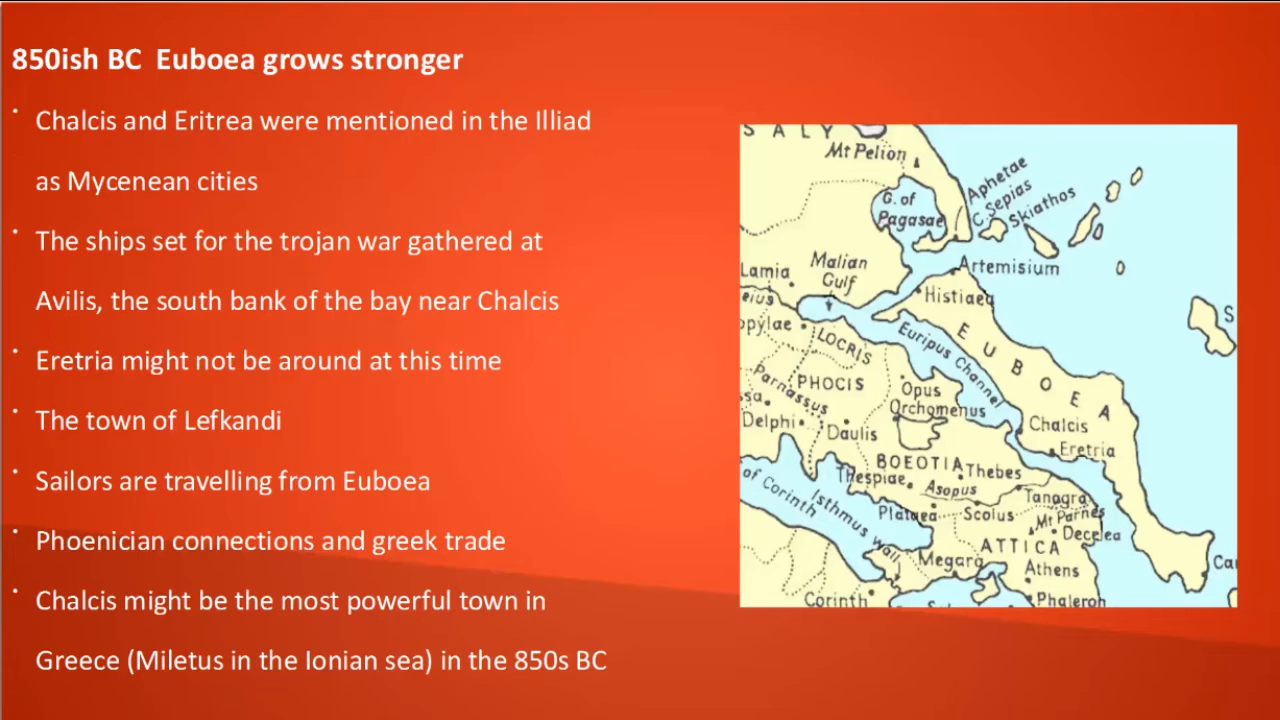 850ish BC Euboea grows stronger
· Chalcis and Eritrea were mentioned in the Illiad
as Mycenean cities
· The ships set for the trojan war gathered at
Avilis, the south bank of the bay near Chalcis
· Eretria might not be around at this time
· The town of Lefkandi
· Sailors are travelling from Euboea
· Phoenician connections and greek trade
· Chalcis might be the most powerful town in
Greece (Miletus in the Ionian sea) in the 850s BC
SALY
Mt Pelion
Aphetae
C. Sepias
Skiathos
G. of
Pagasae
Artemisium
Malian
Gulf
Lamia
Histiaea
eius
opylae
LOCRIS
Euripus Channel
EUBOEA
S
Parnassus
PHOCIS
Opus
Orchomenus
ssa
Delphi
Daulis
Chalcis
Eretria
BOEOTIA
Thebes
Thespiae
Asopus
of Corinth
Isthmus wall
Tanagra
Plataea
Scolus
Mt Parnes
Decelea
ATTICA
Megara
Athens
Ca
Corinth
Phaleron